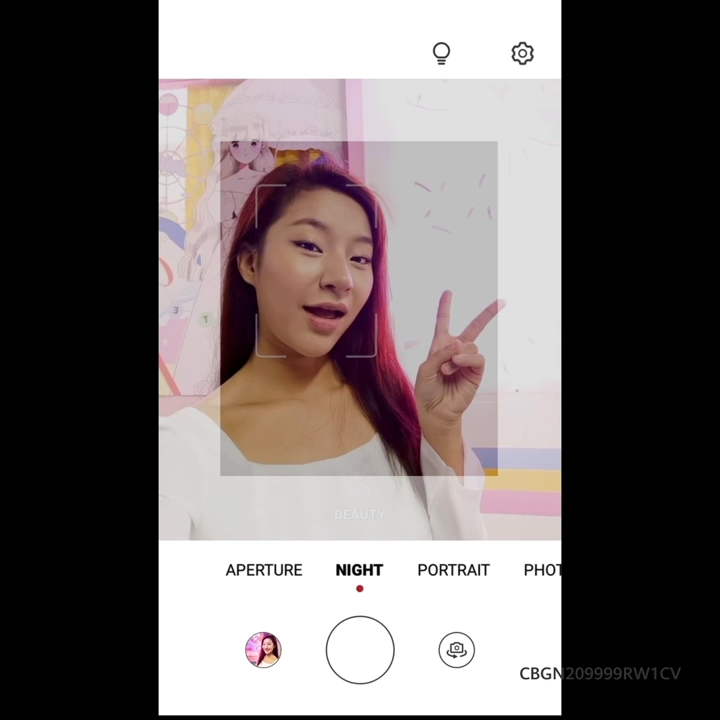 E
T
BEAUTY
APERTURE NIGHT PORTRAIT PHOT
CBGN209999RW1CV